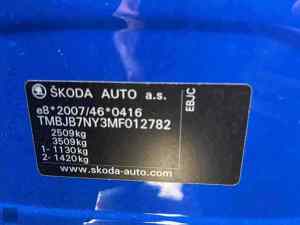 ŠKODA AUTO a.s.
e8*2007/46*0416
TMBJB7NY3MF012782
2509kg
3509kg
1- 1130kg
2- 1420kg
www.skoda-auto.com
EBJC